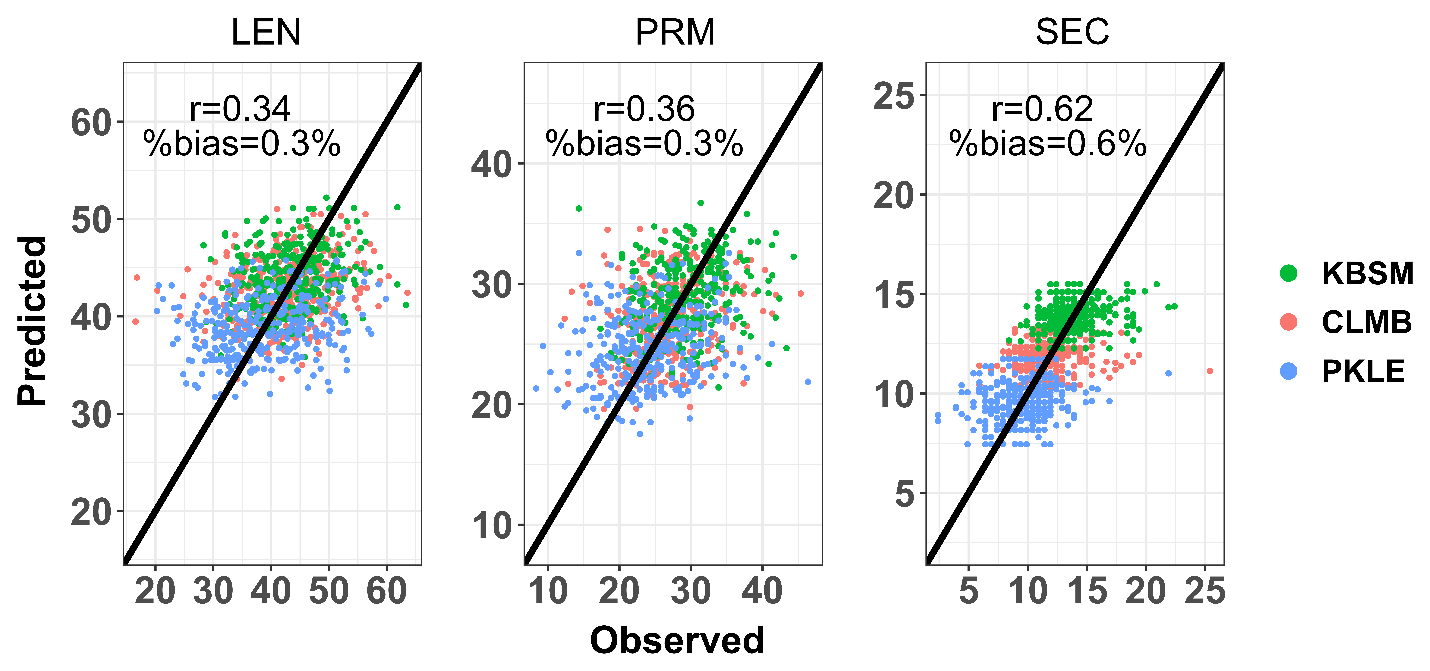 LEN
PRM
SEC
r=0.34
%bias=0.3%
r=0.36
%bias=0.3%
r=0.62
%bias=0.6%
Predicted
60
50
40
30
20
40
30
20
10
25
20
15
10
5
20 30 40 50 60
10 20 30 40
5 10 15 20 25
Observed
KBSM
CLMB
PKLE